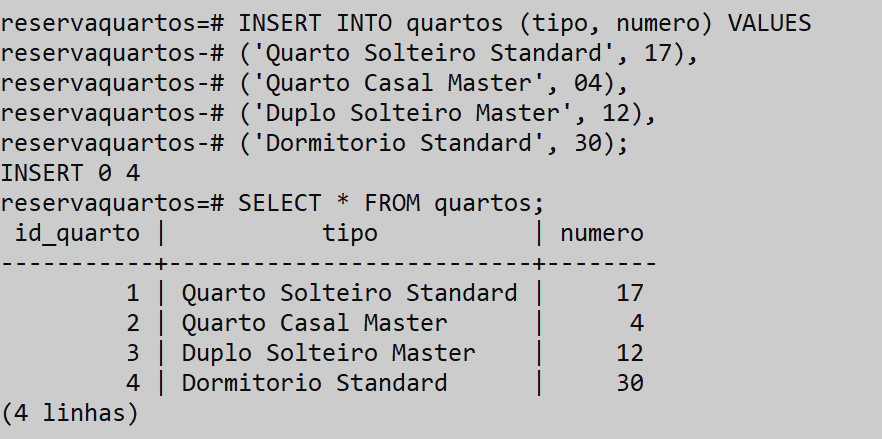 reservaquartos=# INSERT INTO quartos (tipo, numero) VALUES
reservaquartos-# ('Quarto Solteiro Standard', 17),
reservaquartos-# ('Quarto Casal Master', 04),
reservaquartos-# ('Duplo Solteiro Master', 12),
reservaquartos-# ('Dormitorio Standard', 30);
INSERT 0 4
reservaquartos=# SELECT * FROM quartos;
 id_quarto |           tipo           | numero
-----------+--------------------------+--------
         1 | Quarto Solteiro Standard |     17
         2 | Quarto Casal Master      |      4
         3 | Duplo Solteiro Master    |     12
         4 | Dormitorio Standard      |     30
(4 linhas)